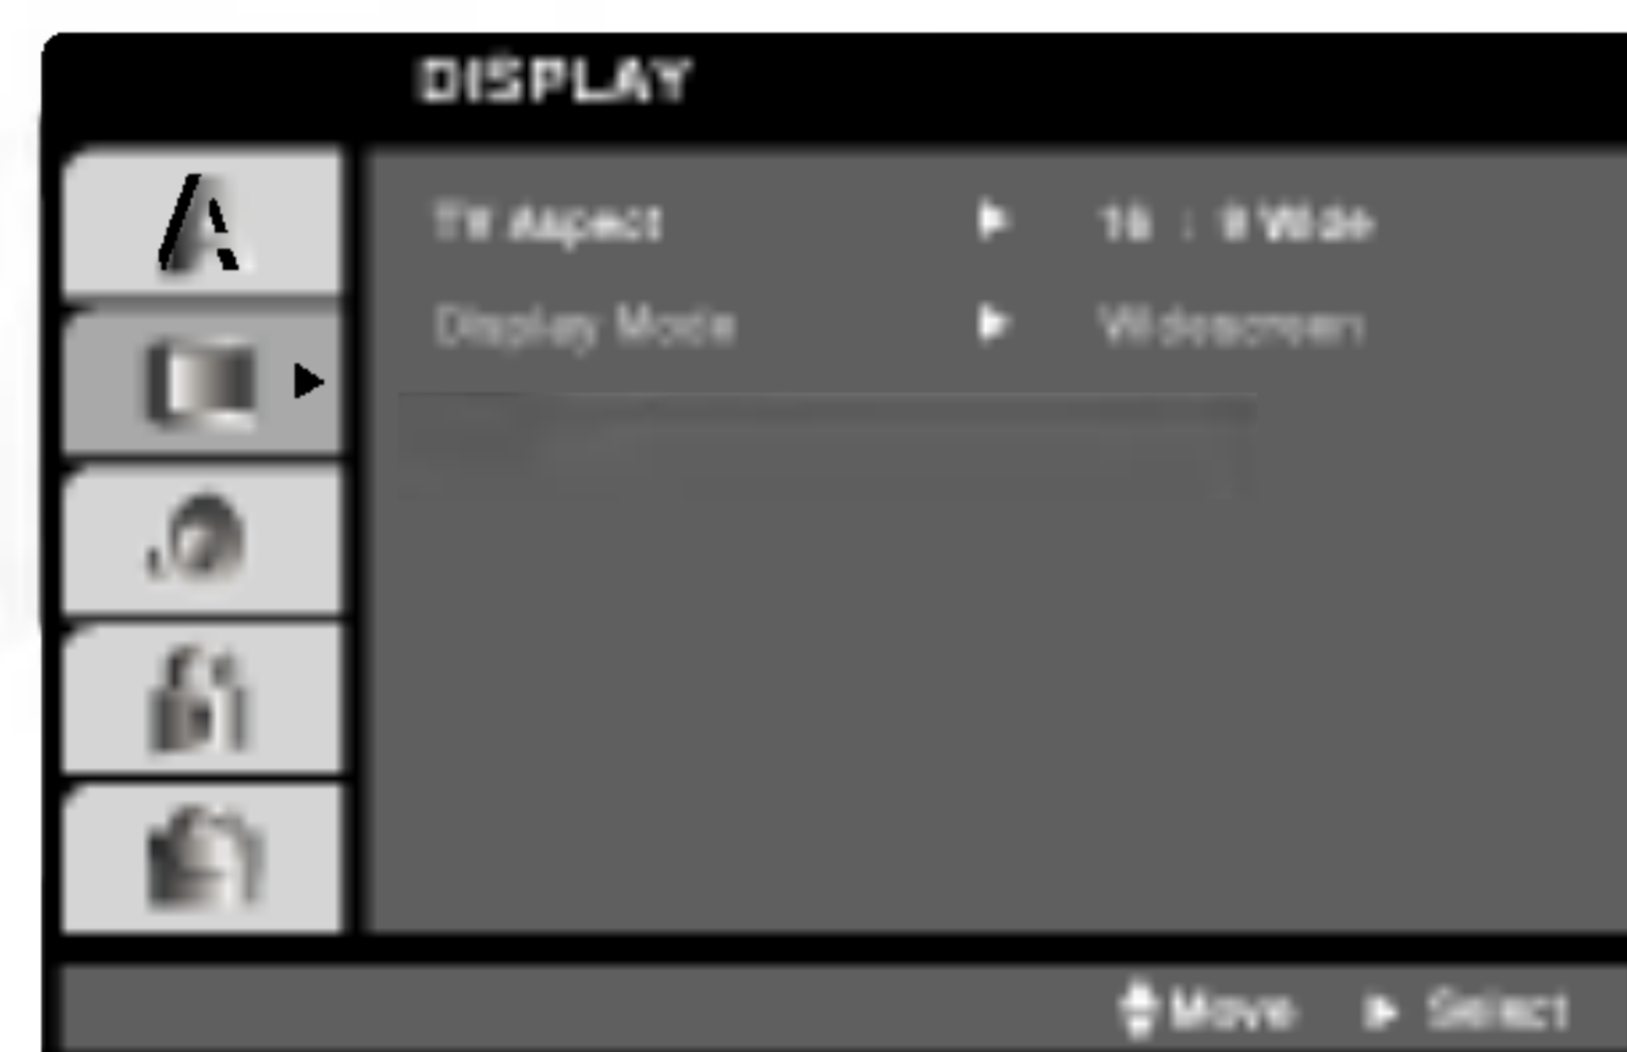 DISPLAY
A
TV Aspect ► 16 : 9 Wide
Display Mode ► Widescreen
Move ► Select